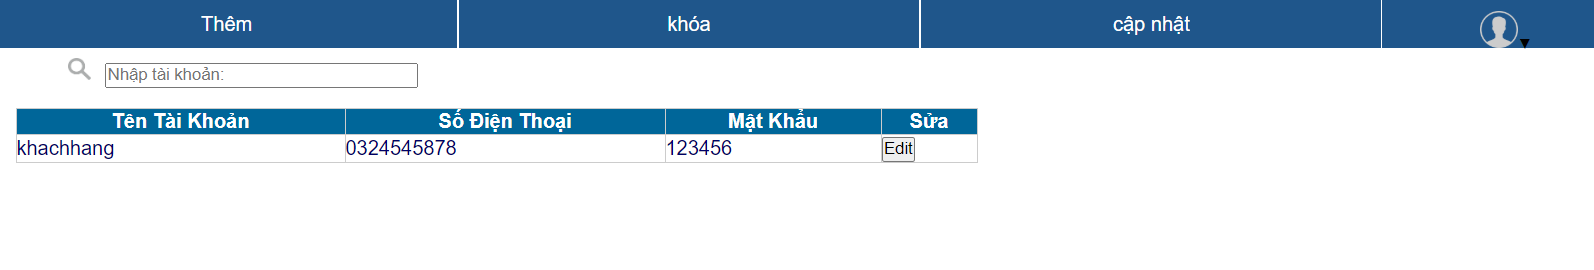 Thêm khóa cập nhật
Nhập tài khoản:
Tên Tài Khoản Số Điện Thoại Mật Khẩu Sửa
khachhang 0324545878 123456 Edit